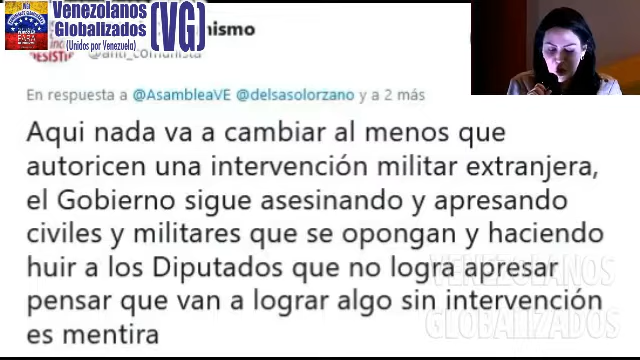 Venezolanos
Globalizados
(Unidos por Venezuela)
(VG)
ismo
@anti_comunista
En respuesta a @AsambleaVE @delsasolorzano y a 2 más
Aqui nada va a cambiar al menos que
autoricen una intervención militar extranjera,
el Gobierno sigue asesinando y apresando
civiles y militares que se opongan y haciendo
huir a los Diputados que no logra apresar
pensar que van a lograr algo sin intervención
es mentira
VENEZOLANOS
GLOBALIZADOS